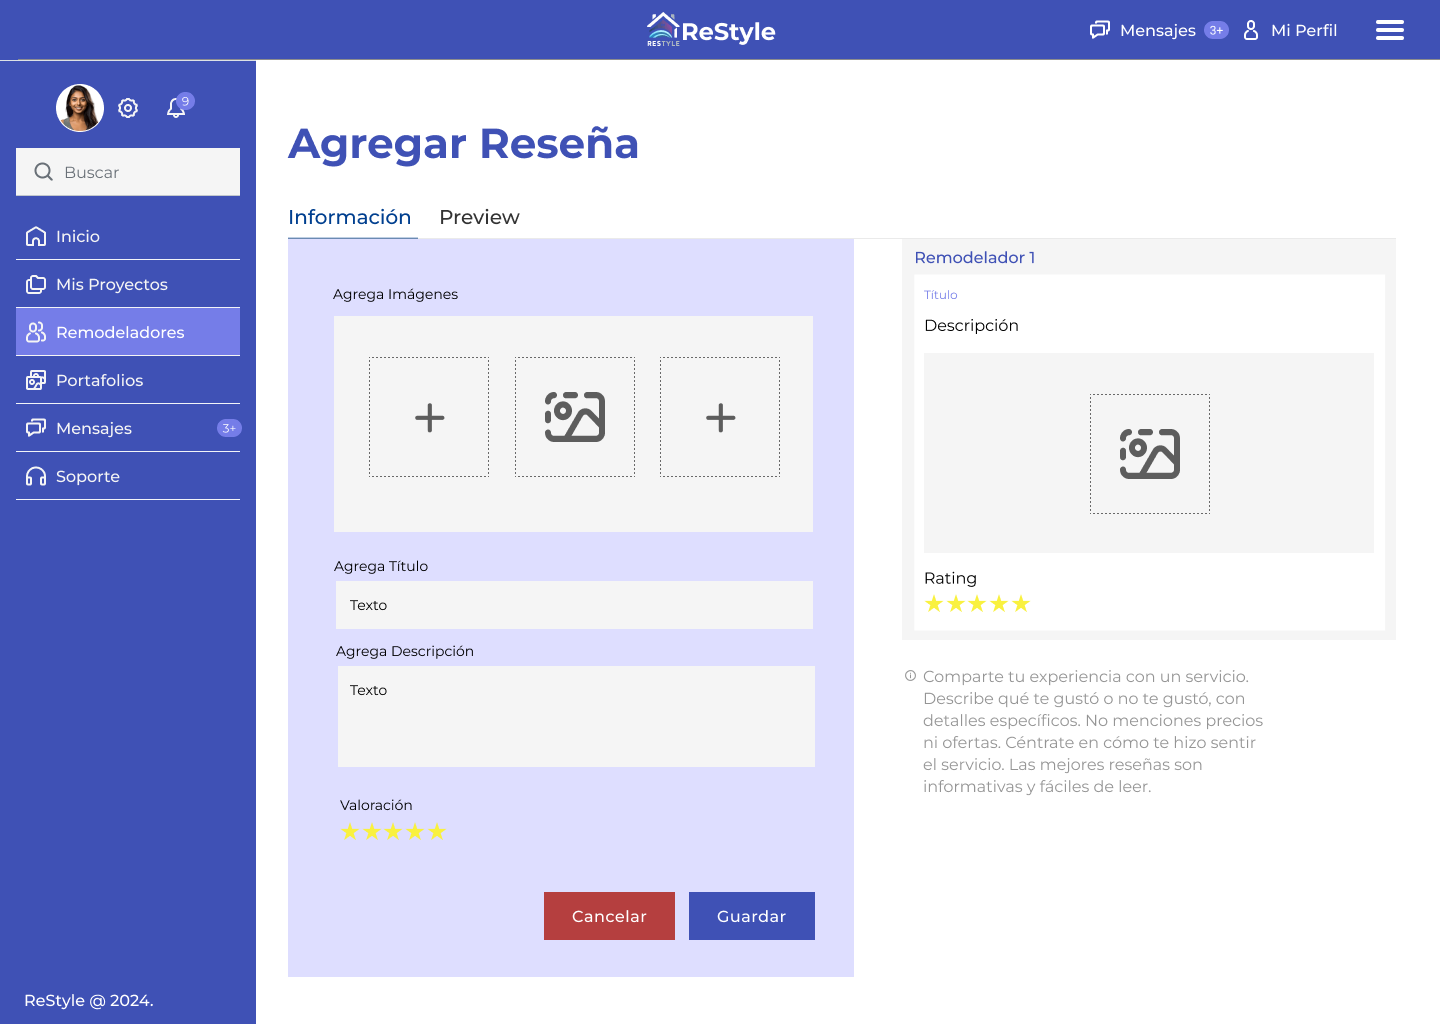 RESTYLE
ReStyle
Mensajes 3+ Mi Perfil
9
Buscar
Inicio
Mis Proyectos
Remodeladores
Portafolios
Mensajes 3+
Soporte
ReStyle @ 2024.
Agregar Reseña
Información Preview
Agrega Imágenes
Agrega Título
Texto
Agrega Descripción
Texto
Valoración
Cancelar Guardar
Remodelador 1
Título
Descripción
Rating
Comparte tu experiencia con un servicio.
Describe qué te gustó o no te gustó, con
detalles específicos. No menciones precios
ni ofertas. Céntrate en cómo te hizo sentir
el servicio. Las mejores reseñas son
informativas y fáciles de leer.